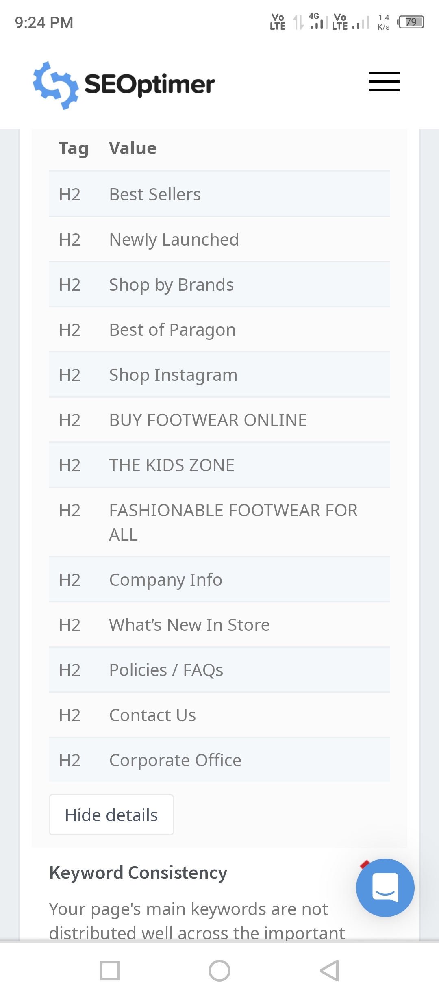 9:24 PM
Vo LTE 4G Vo LTE 1.4 K/s 79
SEOptimer
Tag Value
H2 Best Sellers
H2 Newly Launched
H2 Shop by Brands
H2 Best of Paragon
H2 Shop Instagram
H2 BUY FOOTWEAR ONLINE
H2 THE KIDS ZONE
H2 FASHIONABLE FOOTWEAR FOR
ALL
H2 Company Info
H2 What’s New In Store
H2 Policies / FAQs
H2 Contact Us
H2 Corporate Office
Hide details
Keyword Consistency
Your page's main keywords are not
distributed well across the important